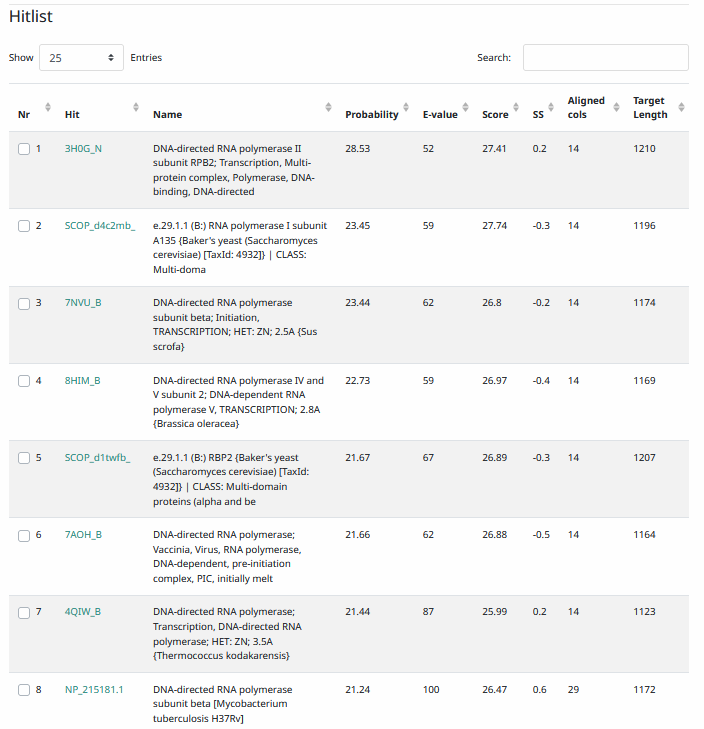 Hitlist
Show 25 Entries Search:
Nr Hit Name Probability E-value Score SS Aligned cols Target Length
1 3H0G_N DNA-directed RNA polymerase II 28.53 52 27.41 0.2 14 1210
subunit RPB2; Transcription, Multi-
protein complex, Polymerase, DNA-
binding, DNA-directed
2 SCOP_d4c2mb_ e.29.1.1 (B:) RNA polymerase I subunit 23.45 59 27.74 -0.3 14 1196
A135 {Baker's yeast (Saccharomyces
cerevisiae) [TaxId: 4932]} | CLASS:
Multi-doma
3 7NVU_B DNA-directed RNA polymerase 23.44 62 26.8 -0.2 14 1174
subunit beta; Initiation,
TRANSCRIPTION; HET: ZN; 2.5A {Sus
scrofa}
4 8HIM_B DNA-directed RNA polymerase IV and 22.73 59 26.97 -0.4 14 1169
V subunit 2; DNA-dependent RNA
polymerase V, TRANSCRIPTION; 2.8A
{Brassica oleracea}
5 SCOP_d1twfb_ e.29.1.1 (B:) RBP2 {Baker's yeast 21.67 67 26.89 -0.3 14 1207
(Saccharomyces cerevisiae) [TaxId:
4932]} | CLASS: Multi-domain
proteins (alpha and be
6 7AOH_B DNA-directed RNA polymerase; 21.66 62 26.88 -0.5 14 1164
Vaccinia, Virus, RNA polymerase,
DNA-dependent, pre-initiation
complex, PIC, initially melt
7 4QIW_B DNA-directed RNA polymerase; 21.44 87 25.99 0.2 14 1123
Transcription, DNA-directed RNA
polymerase; HET: ZN; 3.5A
{Thermococcus kodakarensis}
8 NP_215181.1 DNA-directed RNA polymerase 21.24 100 26.47 0.6 29 1172
subunit beta [Mycobacterium
tuberculosis H37Rv]